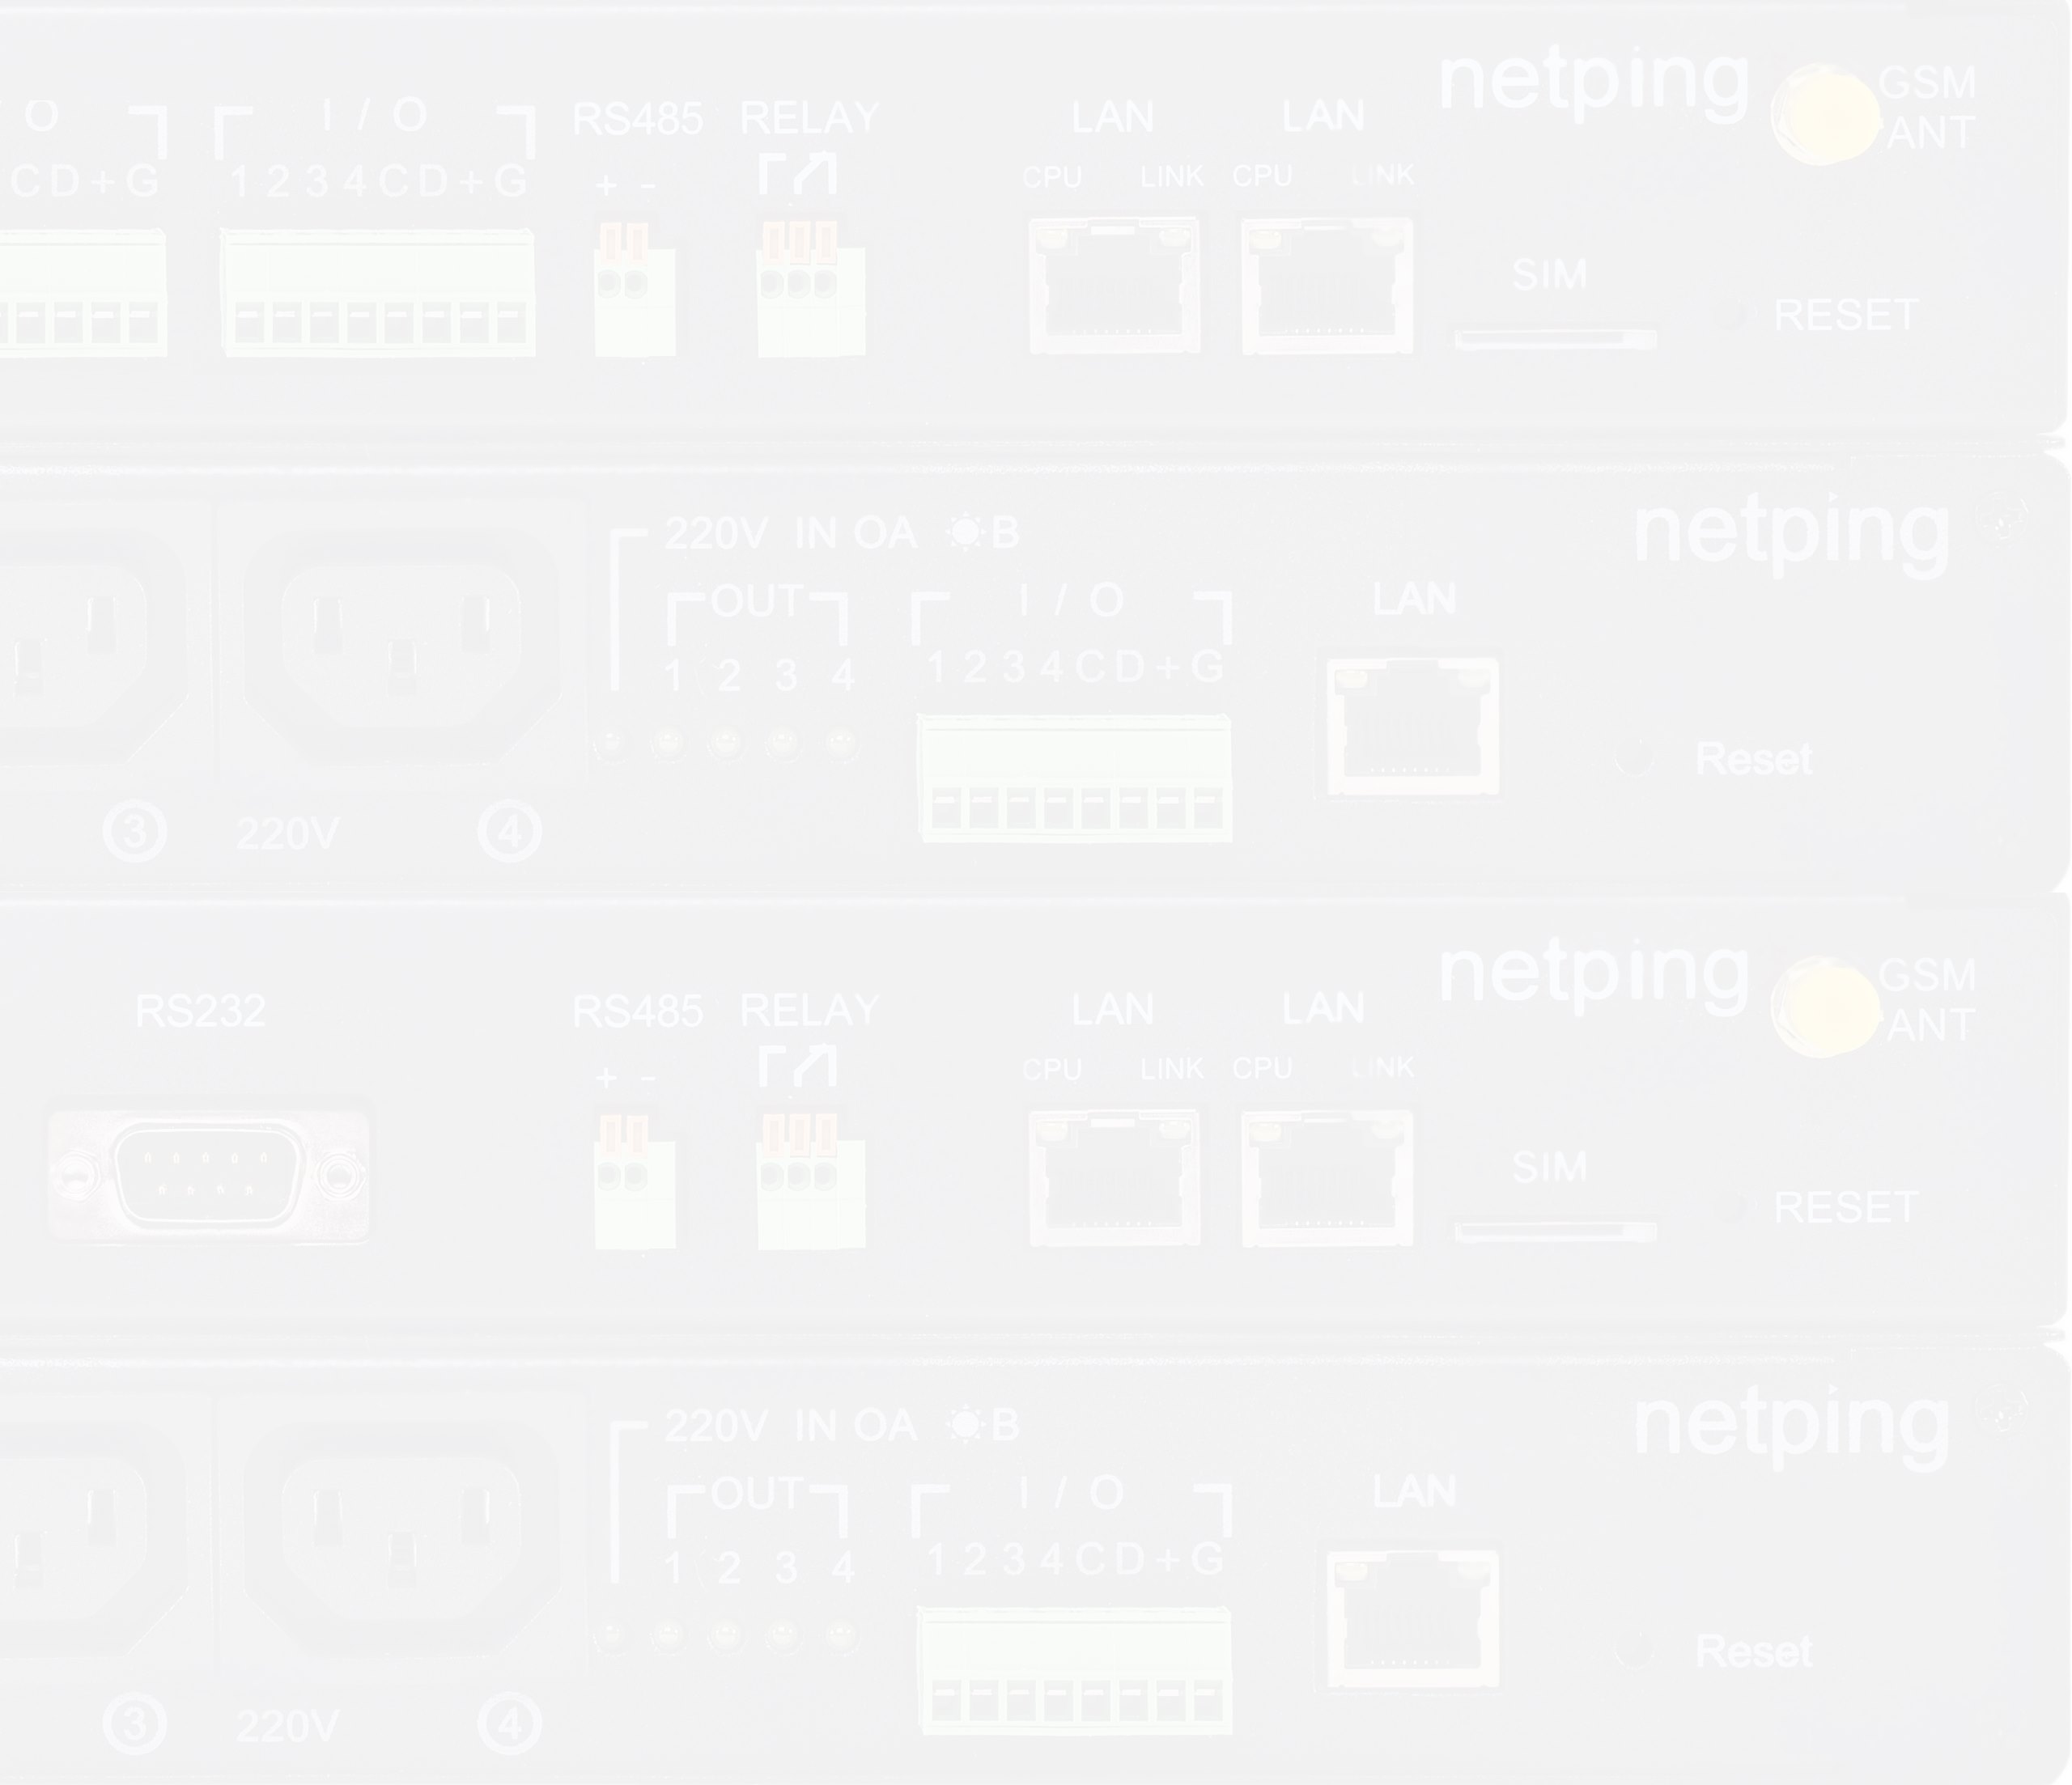 netping
GSM
ANT
O
I / O
RS485
RELAY
LAN
LAN
C D + G
1 2 3 4 C D + G
+ -
CPU LINK
CPU LINK
SIM
RESET
netping
220V IN OA B
OUT
I / O
LAN
1 2 3 4
1 2 3 4 C D + G
Reset
3
220V
4
netping
GSM
ANT
RS232
RS485
RELAY
LAN
LAN
+ -
CPU LINK
CPU LINK
SIM
RESET
netping
220V IN OA B
OUT
I / O
LAN
1 2 3 4
1 2 3 4 C D + G
Reset
3
220V
4